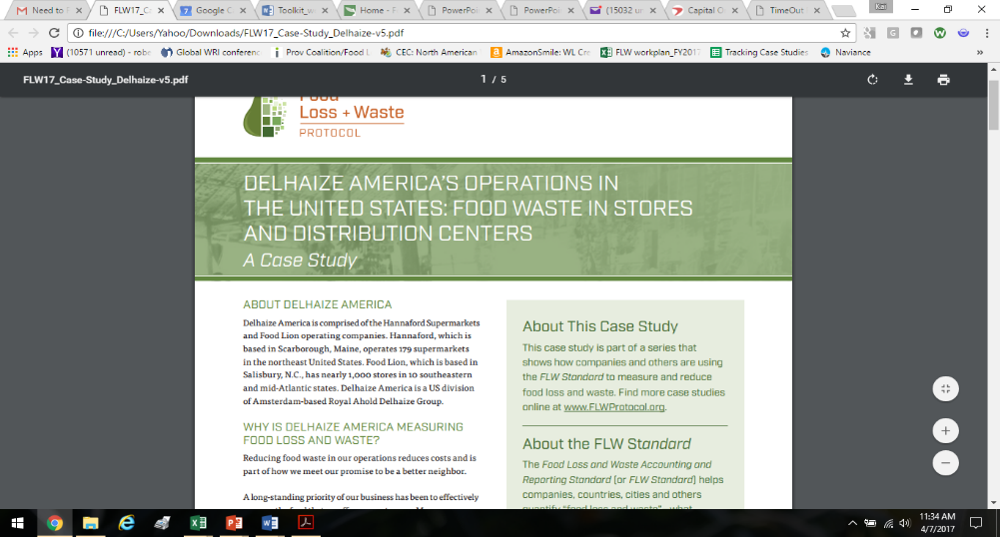 Need to
FLW17_C
Google C
Toolkit_w
Home - F
PowerPoi
PowerPoi
(15032 un
Capital O
TimeOut
file:///C:/Users/Yahoo/Downloads/FLW17_Case-Study_Delhaize-v5.pdf
Apps (10571 unread) - robe Global WRI conferenc Prov Coalition/Food L CEC: North American AmazonSmile: WL Cre FLW workplan_FY2017 Tracking Case Studies Naviance »
FLW17_Case-Study_Delhaize-v5.pdf 1 / 5
Food
Loss + Waste
PROTOCOL
DELHAIZE AMERICA'S OPERATIONS IN
THE UNITED STATES: FOOD WASTE IN STORES
AND DISTRIBUTION CENTERS
A Case Study
ABOUT DELHAIZE AMERICA
Delhaize America is comprised of the Hannaford Supermarkets
and Food Lion operating companies. Hannaford, which is
based in Scarborough, Maine, operates 179 supermarkets
in the northeast United States. Food Lion, which is based in
Salisbury, N.C., has nearly 1,000 stores in 10 southeastern
and mid-Atlantic states. Delhaize America is a US division
of Amsterdam-based Royal Ahold Delhaize Group.
WHY IS DELHAIZE AMERICA MEASURING
FOOD LOSS AND WASTE?
Reducing food waste in our operations reduces costs and is
part of how we meet our promise to be a better neighbor.
A long-standing priority of our business has been to effectively
About This Case Study
This case study is part of a series that
shows how companies and others are using
the FLW Standard to measure and reduce
food loss and waste. Find more case studies
online at www.FLWProtocol.org.
About the FLW Standard
The Food Loss and Waste Accounting and
Reporting Standard (or FLW Standard) helps
companies, countries, cities and others
quantify "food loss and waste"—what
11:34 AM
4/7/2017